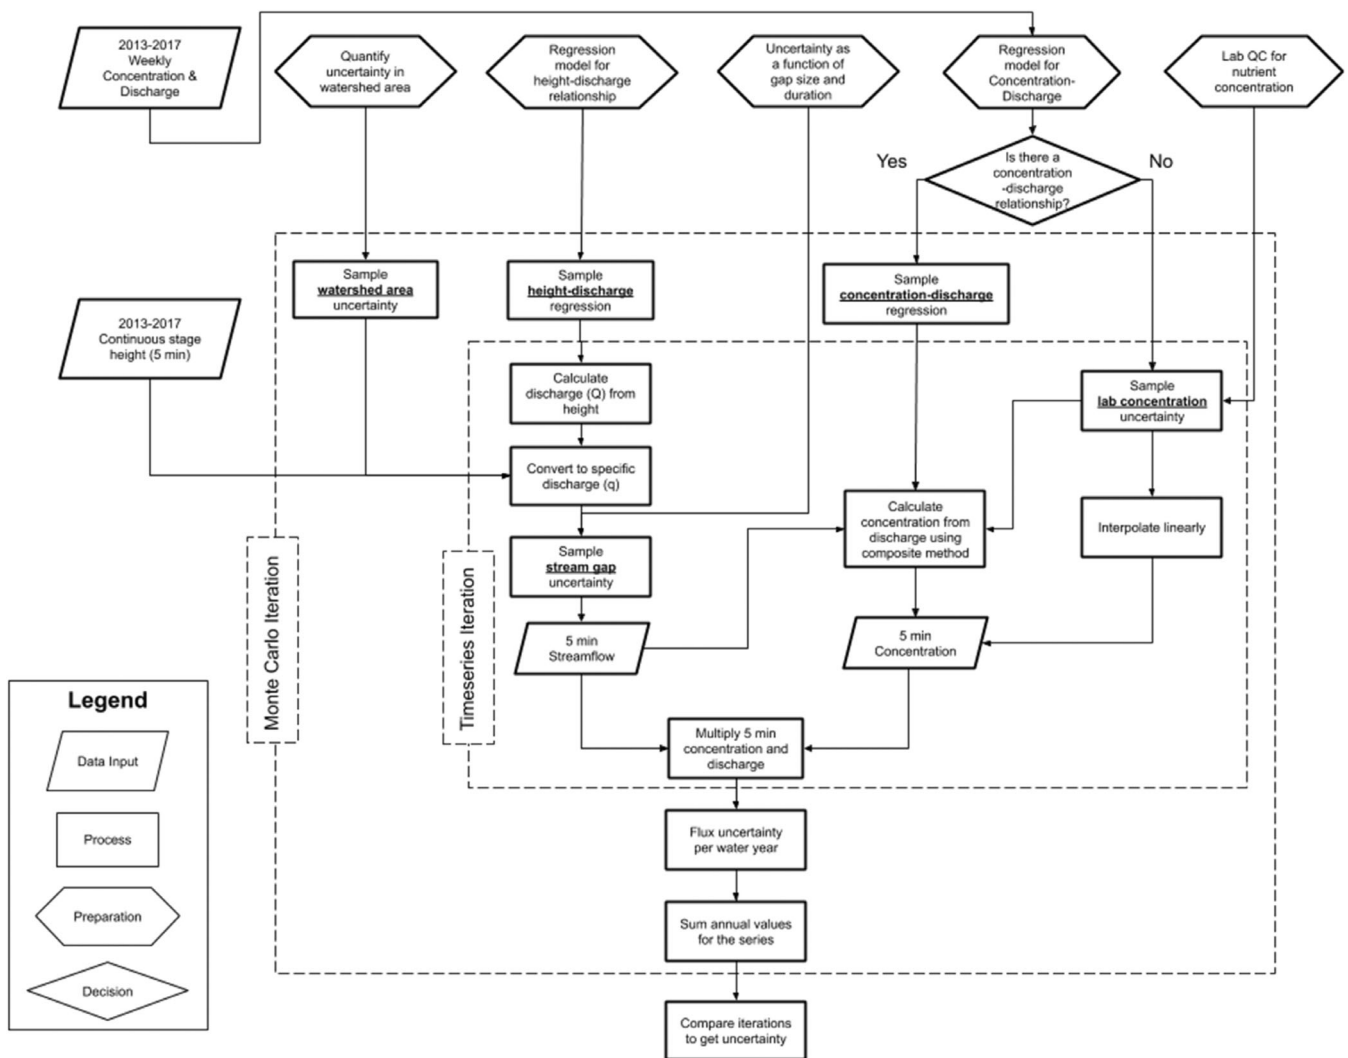 2013-2017
Weekly
Concentration &
Discharge
Quantify
uncertainty in
watershed area
Regression
model for
height-discharge
relationship
Uncertainty as
a function of
gap size and
duration
Regression
model for
Concentration-
Discharge
Lab QC for
nutrient
concentration
Yes
Is there a
concentration
-discharge
relationship?
No
Sample
watershed area
uncertainty
Sample
height-discharge
regression
Sample
concentration-discharge
regression
2013-2017
Continuous stage
height (5 min)
Calculate
discharge (Q) from
height
Sample
lab concentration
uncertainty
Convert to specific
discharge (q)
Calculate
concentration from
discharge using
composite method
Interpolate linearly
Sample
stream gap
uncertainty
5 min
Streamflow
5 min
Concentration
Monte Carlo Iteration
Timeseries Iteration
Multiply 5 min
concentration and
discharge
Flux uncertainty
per water year
Sum annual values
for the series
Compare iterations
to get uncertainty
Legend
Data Input
Process
Preparation
Decision